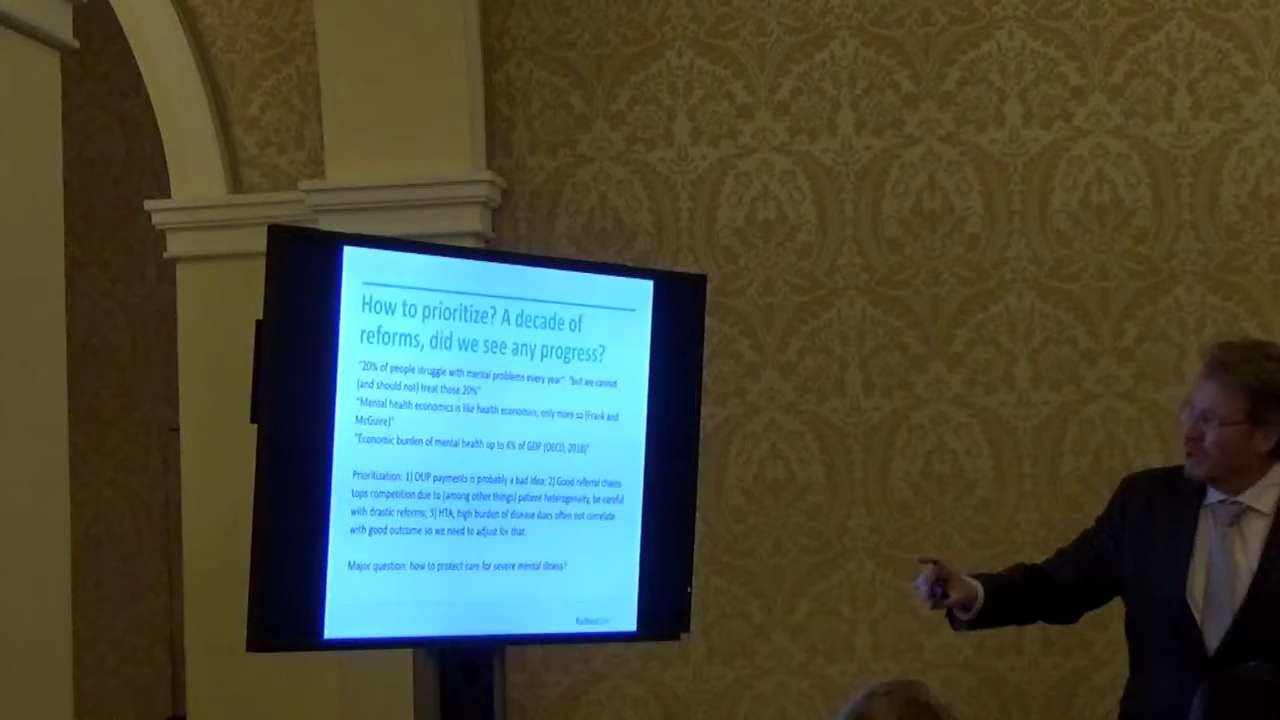 How to prioritize? A decade of
reforms, did we see any progress?
"20% of people struggle with mental problems every year", "but we cannot
(and should not) treat those 20%"
"Mental health economics is like health economics, only more so (Frank and
McGuire)"
"Economic burden of mental health up to 4% of GDP (OECD, 2018)"
Prioritization: 1) OUP payments is probably a bad idea; 2) Good referral chains
tops competition due to (among other things) patient heterogeneity, be careful
with drastic reforms; 3) HTA, high burden of disease does often not correlate
with good outcome so we need to adjust for that.
Major question: how to protect care for severe mental illness?